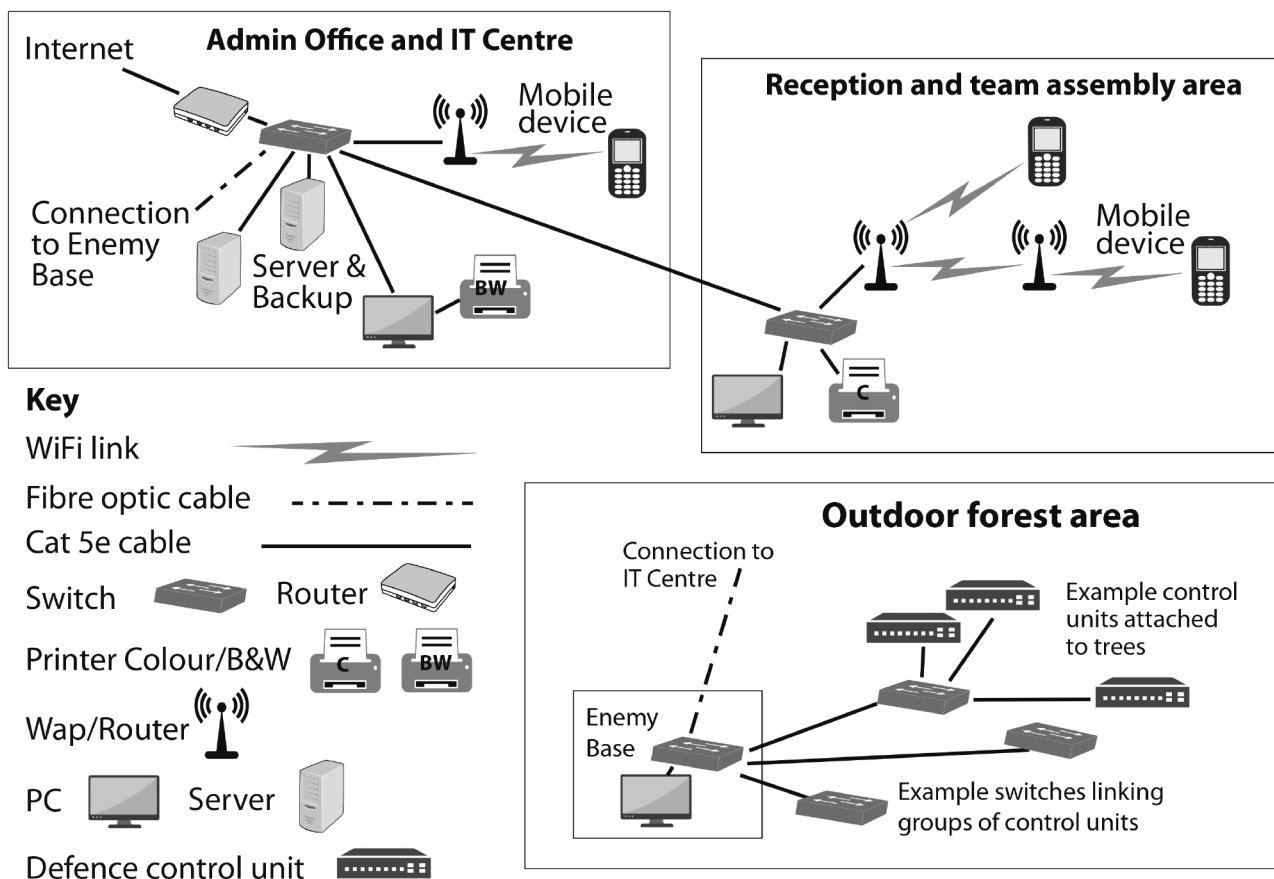 Admin Office and IT Centre
Internet
Mobile
device
Connection
to Enemy
Base
Server &
Backup
BW
Reception and team assembly area
Mobile
device
C
Key
WiFi link
Fibre optic cable
Cat 5e cable
Switch
Router
Printer Colour/B&W
C
BW
Wap/Router
PC
Server
Defence control unit
Outdoor forest area
Connection to
IT Centre
Example control
units attached
to trees
Enemy
Base
Example switches linking
groups of control units